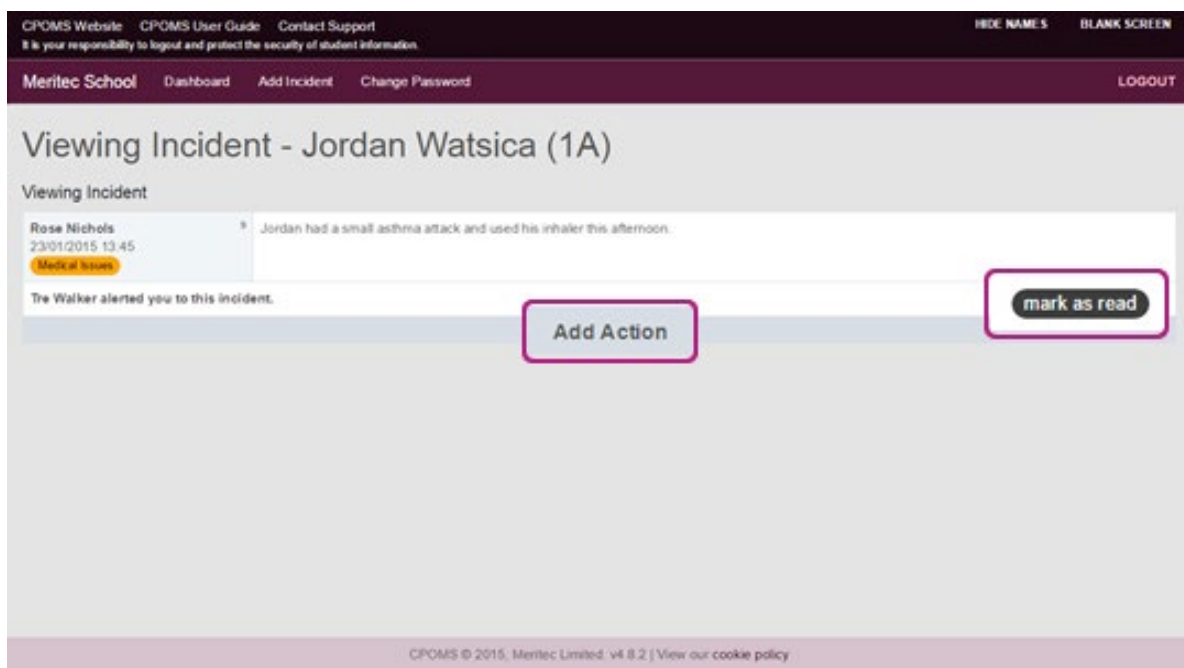 CPOMS Website CPOMS User Guide Contact Support HIDE NAMES BLANK SCREEN
It is your responsibility to logout and protect the security of student information.
Meritec School Dashboard Add Incident Change Password LOGOUT
Viewing Incident - Jordan Watsica (1A)
Viewing Incident
Rose Nichols Jordan had a small asthma attack and used his inhaler this afternoon.
23/01/2015 13:45
Medical Issues
Tre Walker alerted you to this incident. mark as read
Add Action
CPOMS © 2015, Meritec Limited. v4.8.2 | View our cookie policy